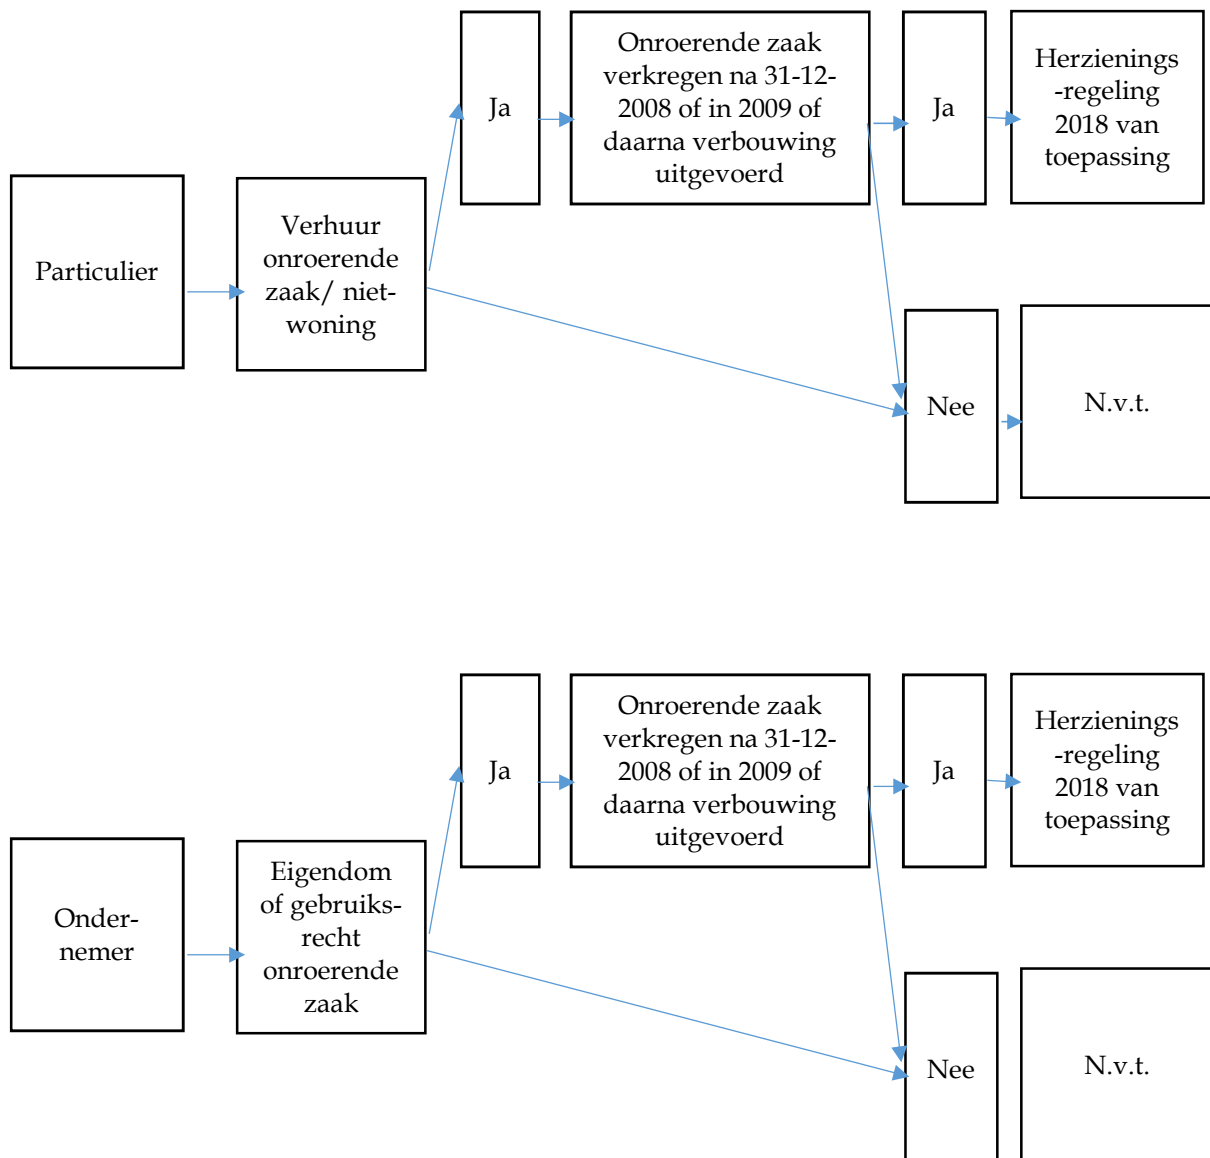 Particulier
Verhuur
onroerende
zaak/ niet-
woning
Ja
Onroerende zaak
verkregen na 31-12-
2008 of in 2009 of
daarna verbouwing
uitgevoerd
Ja
Herzienings
-regeling
2018 van
toepassing
Nee
N.v.t.
Onder-
nemer
Eigendom
of gebruiks-
recht
onroerende
zaak
Ja
Onroerende zaak
verkregen na 31-12-
2008 of in 2009 of
daarna verbouwing
uitgevoerd
Ja
Herzienings
-regeling
2018 van
toepassing
Nee
N.v.t.